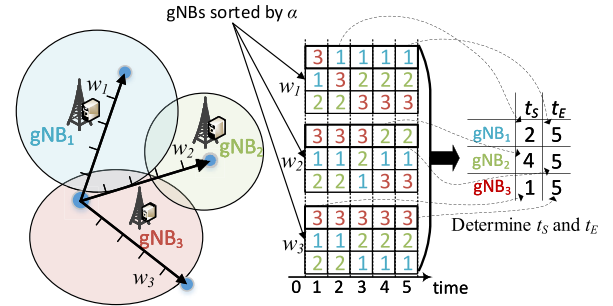 gNBs sorted by α
w1
gNB1
w2
gNB2
gNB3
w3
w1
3 1 1 1 1
1 3 2 2 2
2 2 3 3 3
w2
3 3 3 2 2
1 1 2 1 1
2 2 1 3 3
w3
3 3 3 3 3
1 1 2 2 2
2 2 1 1 1
0 1 2 3 4 5 time
tS tE
gNB1 2 5
gNB2 4 5
gNB3 1 5
Determine tS and tE